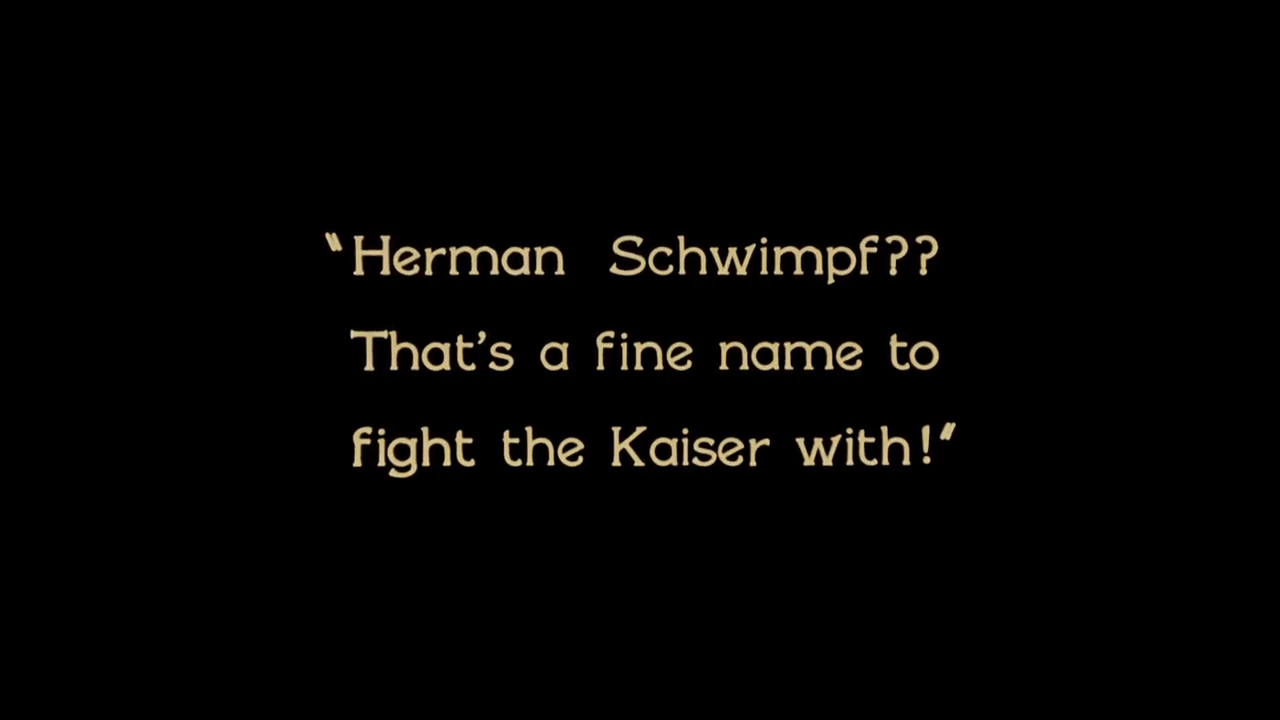 "Herman Schwimpf??
That's a fine name to
fight the Kaiser with!"